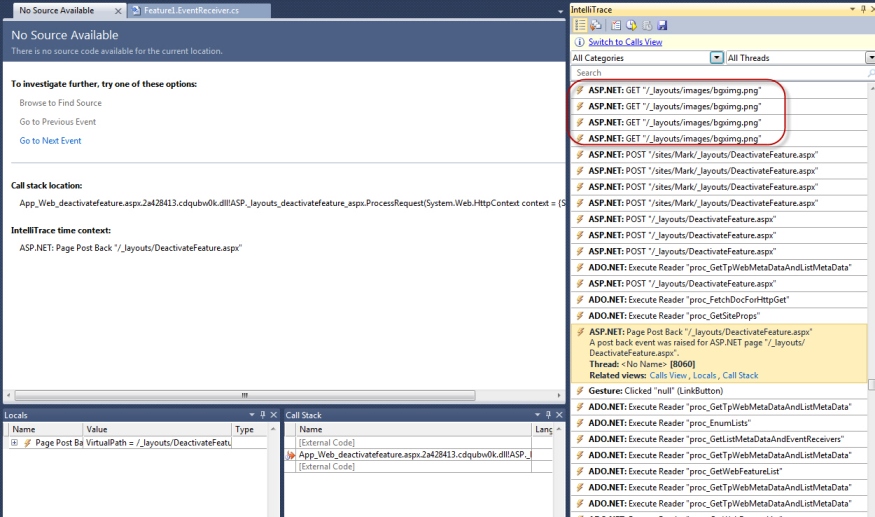 No Source Available
Feature1.EventReceiver.cs
No Source Available
There is no source code available for the current location.
To investigate further, try one of these options:
Browse to Find Source
Go to Previous Event
Go to Next Event
Call stack location:
App_Web_deactivatefeature.aspx.2a428413.cdqubw0k.dll!ASP._layouts_deactivatefeature_aspx.ProcessRequest(System.Web.HttpContext context = {S
IntelliTrace time context:
ASP.NET: Page Post Back "/_layouts/DeactivateFeature.aspx"
Locals
Name Value Type
Page Post Ba VirtualPath = /_layouts/DeactivateFeatu
Call Stack
Name Lang
[External Code]
App_Web_deactivatefeature.aspx.2a428413.cdqubw0k.dll!ASP._l
[External Code]
IntelliTrace
Switch to Calls View
All Categories All Threads
Search
ASP.NET: GET "/_layouts/images/bgximg.png"
ASP.NET: GET "/_layouts/images/bgximg.png"
ASP.NET: GET "/_layouts/images/bgximg.png"
ASP.NET: GET "/_layouts/images/bgximg.png"
ASP.NET: POST "/sites/Mark/_layouts/DeactivateFeature.aspx"
ASP.NET: POST "/sites/Mark/_layouts/DeactivateFeature.aspx"
ASP.NET: POST "/sites/Mark/_layouts/DeactivateFeature.aspx"
ASP.NET: POST "/sites/Mark/_layouts/DeactivateFeature.aspx"
ASP.NET: POST "/_layouts/DeactivateFeature.aspx"
ASP.NET: POST "/_layouts/DeactivateFeature.aspx"
ASP.NET: POST "/_layouts/DeactivateFeature.aspx"
ADO.NET: Execute Reader "proc_GetTpWebMetaDataAndListMetaData"
ASP.NET: POST "/_layouts/DeactivateFeature.aspx"
ADO.NET: Execute Reader "proc_FetchDocForHttpGet"
ADO.NET: Execute Reader "proc_GetSiteProps"
ASP.NET: Page Post Back "/_layouts/DeactivateFeature.aspx"
A post back event was raised for ASP.NET page "/_layouts/
DeactivateFeature.aspx".
Thread: <No Name> [8060]
Related views: Calls View, Locals, Call Stack
Gesture: Clicked "null" (LinkButton)
ADO.NET: Execute Reader "proc_GetTpWebMetaDataAndListMetaData"
ADO.NET: Execute Reader "proc_EnumLists"
ADO.NET: Execute Reader "proc_GetListMetaDataAndEventReceivers"
ADO.NET: Execute Reader "proc_GetTpWebMetaDataAndListMetaData"
ADO.NET: Execute Reader "proc_GetWebFeatureList"
ADO.NET: Execute Reader "proc_GetTpWebMetaDataAndListMetaData"
ADO.NET: Execute Reader "proc_GetTpWebMetaDataAndListMetaData"